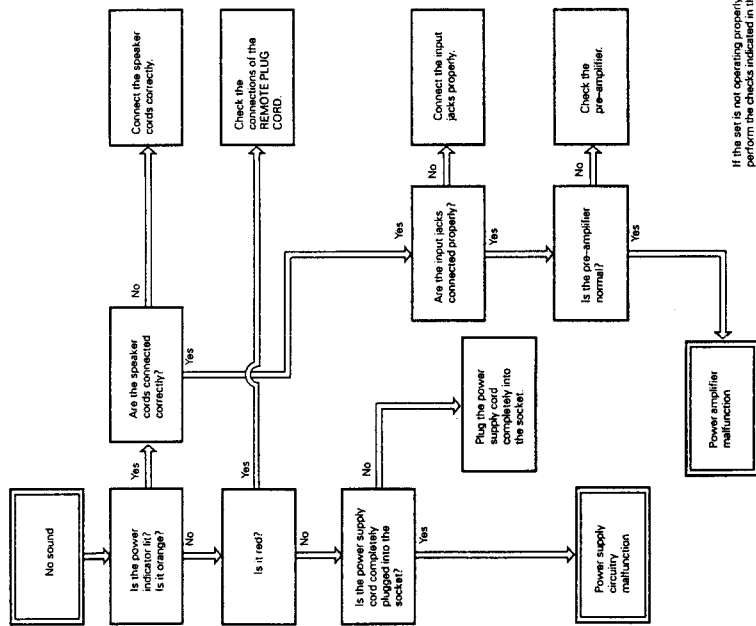 No sound
Is the power
indicator lit?
Is it orange?
Yes
No
Are the speaker
cords connected
correctly?
No
Yes
Connect the speaker
cords correctly.
Is it red?
Yes
No
Check the
connections of the
REMOTE PLUG
CORD.
Is the power supply
cord completely
plugged into the
socket?
No
Yes
Plug the power
supply cord
completely into
the socket.
Power supply
circuitry
malfunction
Yes
Are the input jacks
connected properly?
No
Yes
Connect the input
jacks properly.
Is the pre-amplifier
normal?
No
Yes
Check the
pre-amplifier.
Power amplifier
malfunction
If the set is not operating properly
perform the checks indicated in